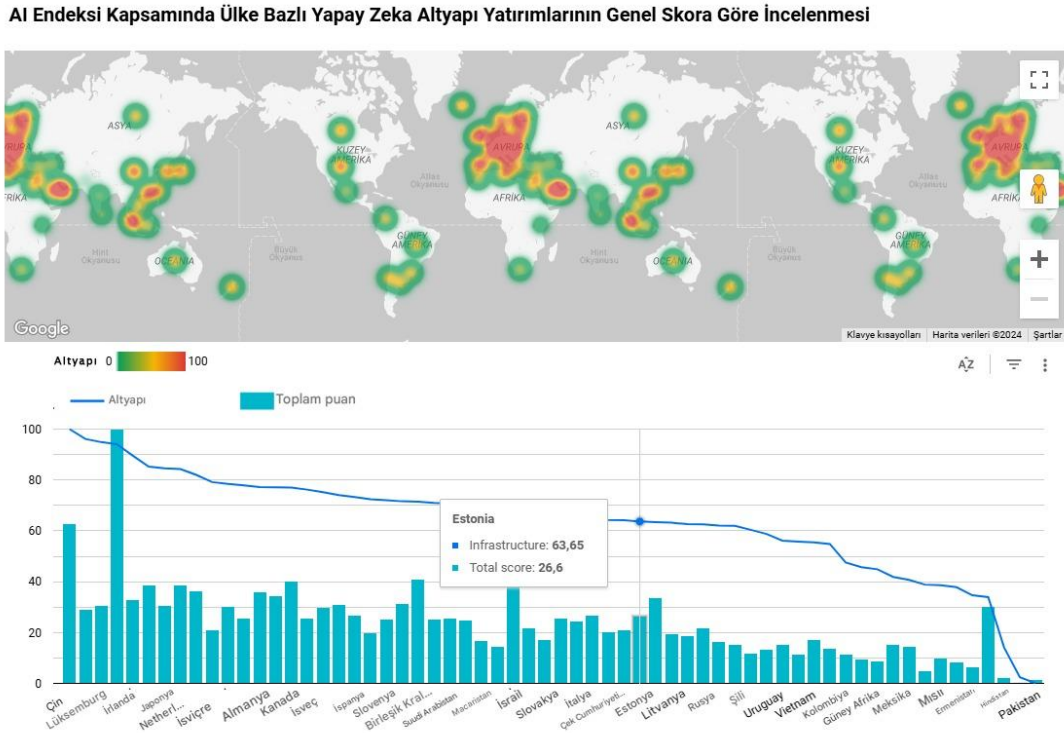 AI Endeksi Kapsamında Ülke Bazlı Yapay Zeka Altyapı Yatırımlarının Genel Skora Göre İncelenmesi
ASYA
KUZEY AMERİKA
AVRUPA
ASYA
KUZEY AMERİKA
AVRUPA
Atlas Okyanusu
Atlas Okyanusu
AFRİKA
AFRİKA
GÜNEY AMERİKA
GÜNEY AMERİKA
Hint Okyanusu
OCEANIA
Büyük Okyanus
Hint Okyanusu
OCEANIA
Büyük Okyanus
Google
Klavye kısayolları
Harita verileri ©2024
Şartlar
Altyapı 0 100
Altyapı
Toplam puan
100
80
60
40
20
0
Estonia
Infrastructure: 63,65
Total score: 26,6
Çin
Lüksemburg
İrlanda
Japonya
Netherl...
İsviçre
Almanya
Kanada
İsveç
İspanya
Slovenya
Birleşik Kral...
Suudi Arabistan
Macaristan
İsrail
Slovakya
İtalya
Çek Cumhuriyeti...
Estonya
Litvanya
Rusya
Şili
Uruguay
Vietnam
Kolombiya
Güney Afrika
Meksika
Mısır
Ermenistan
Hindistan
Pakistan